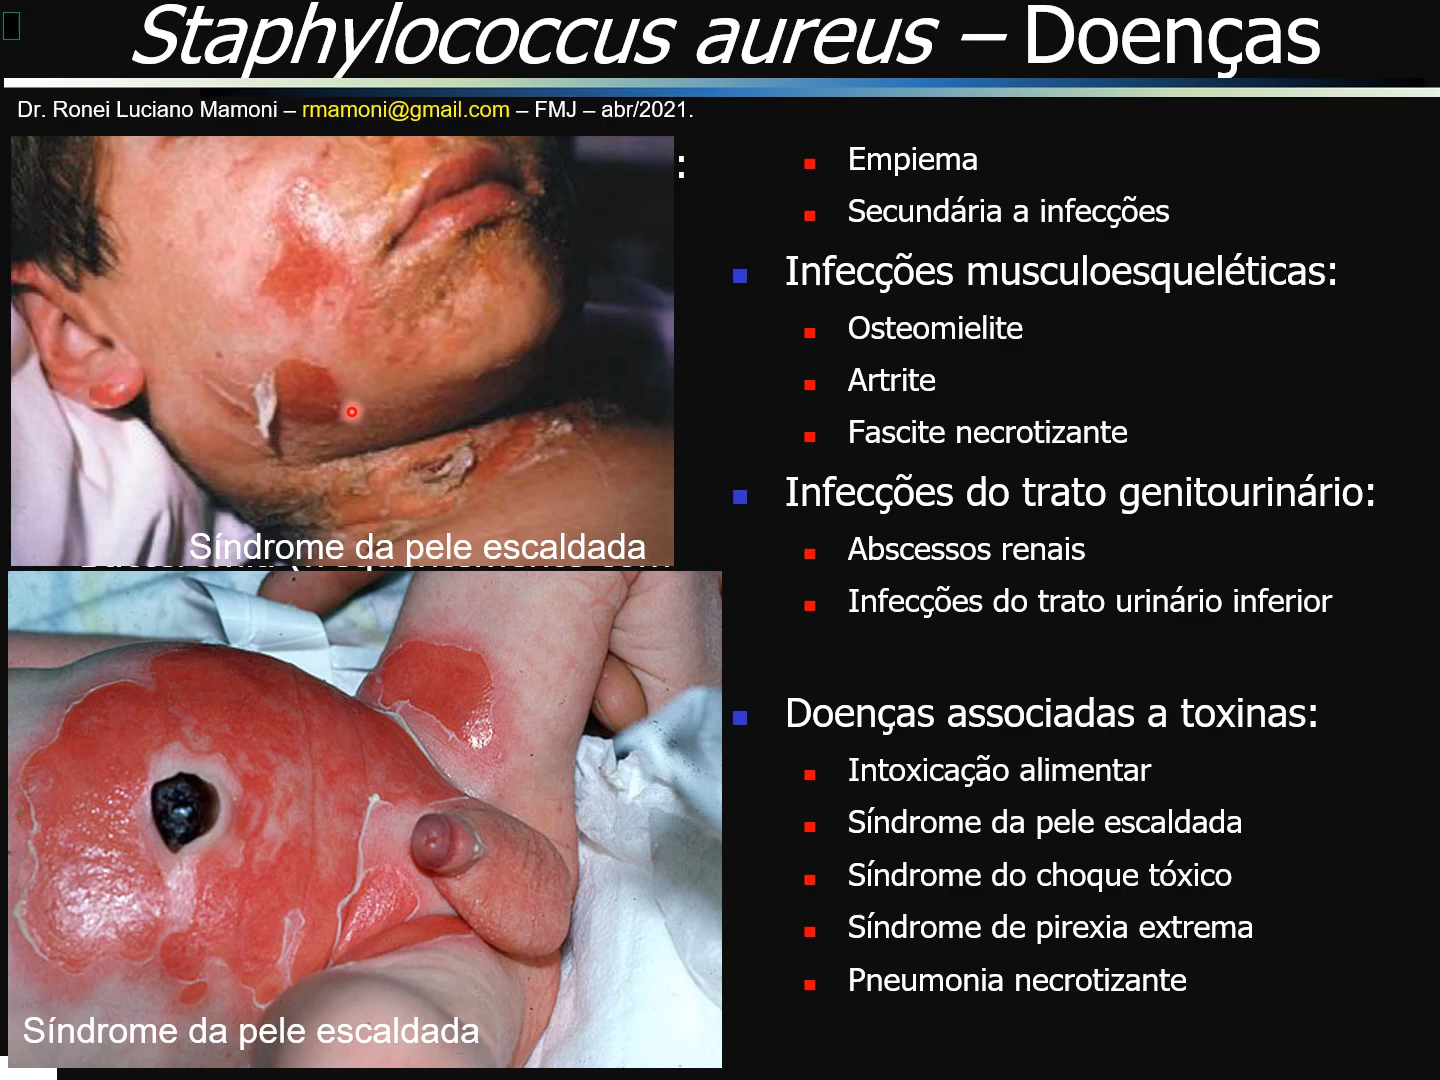 Staphylococcus aureus – Doenças
Dr. Ronei Luciano Mamoni – rmamoni@gmail.com – FMJ – abr/2021.
:
Síndrome da pele escaldada
Síndrome da pele escaldada
Empiema
Secundária a infecções
Infecções musculoesqueléticas:
Osteomielite
Artrite
Fascite necrotizante
Infecções do trato genitourinário:
Abscessos renais
Infecções do trato urinário inferior
Doenças associadas a toxinas:
Intoxicação alimentar
Síndrome da pele escaldada
Síndrome do choque tóxico
Síndrome de pirexia extrema
Pneumonia necrotizante